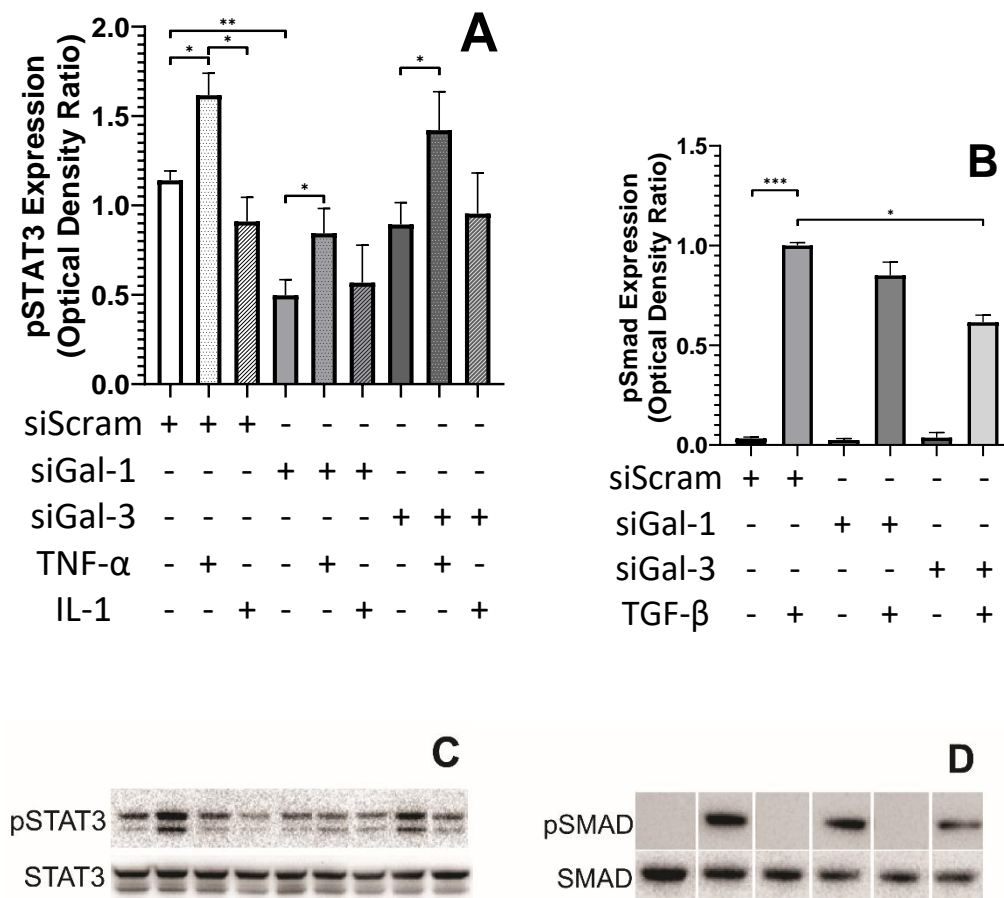 A
pSTAT3 Expression
(Optical Density Ratio)
2.0
1.5
1.0
0.5
0.0
**
*
*
*
*
siScram + + + - - - - - -
siGal-1 - - - + + + - - -
siGal-3 - - - - - - + + +
TNF-α - + - - + - - + -
IL-1 - - + - - + - - +
B
pSmad Expression
(Optical Density Ratio)
1.5
1.0
0.5
0.0
***
*
siScram + + - - - -
siGal-1 - - + + - -
siGal-3 - - - - + +
TGF-β - + - + - +
C
pSTAT3
STAT3
D
pSMAD
SMAD